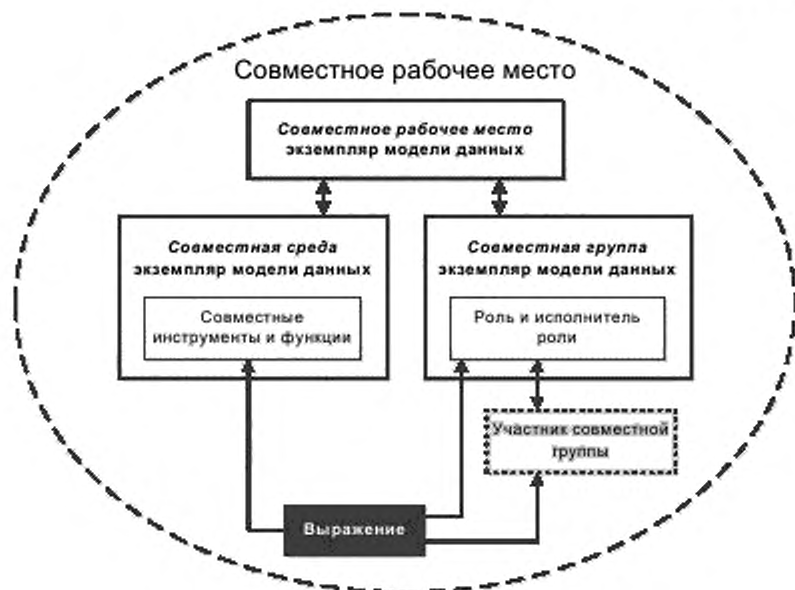 Совместное рабочее место
Совместное рабочее место
экземпляр модели данных
Совместная среда
экземпляр модели данных
Совместные
инструменты и функции
Совместная группа
экземпляр модели данных
Роль и исполнитель
роли
Участник совместной
группы
Выражение